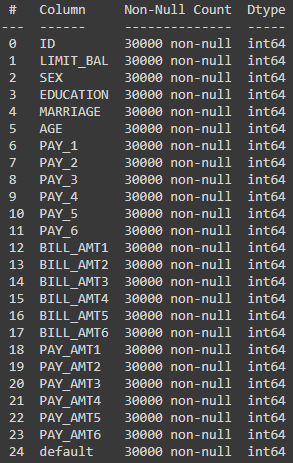 #   Column     Non-Null Count  Dtype
---  ------     --------------  -----
0   ID         30000 non-null  int64
1   LIMIT_BAL  30000 non-null  int64
2   SEX        30000 non-null  int64
3   EDUCATION  30000 non-null  int64
4   MARRIAGE   30000 non-null  int64
5   AGE        30000 non-null  int64
6   PAY_1      30000 non-null  int64
7   PAY_2      30000 non-null  int64
8   PAY_3      30000 non-null  int64
9   PAY_4      30000 non-null  int64
10  PAY_5      30000 non-null  int64
11  PAY_6      30000 non-null  int64
12  BILL_AMT1  30000 non-null  int64
13  BILL_AMT2  30000 non-null  int64
14  BILL_AMT3  30000 non-null  int64
15  BILL_AMT4  30000 non-null  int64
16  BILL_AMT5  30000 non-null  int64
17  BILL_AMT6  30000 non-null  int64
18  PAY_AMT1   30000 non-null  int64
19  PAY_AMT2   30000 non-null  int64
20  PAY_AMT3   30000 non-null  int64
21  PAY_AMT4   30000 non-null  int64
22  PAY_AMT5   30000 non-null  int64
23  PAY_AMT6   30000 non-null  int64
24  default    30000 non-null  int64